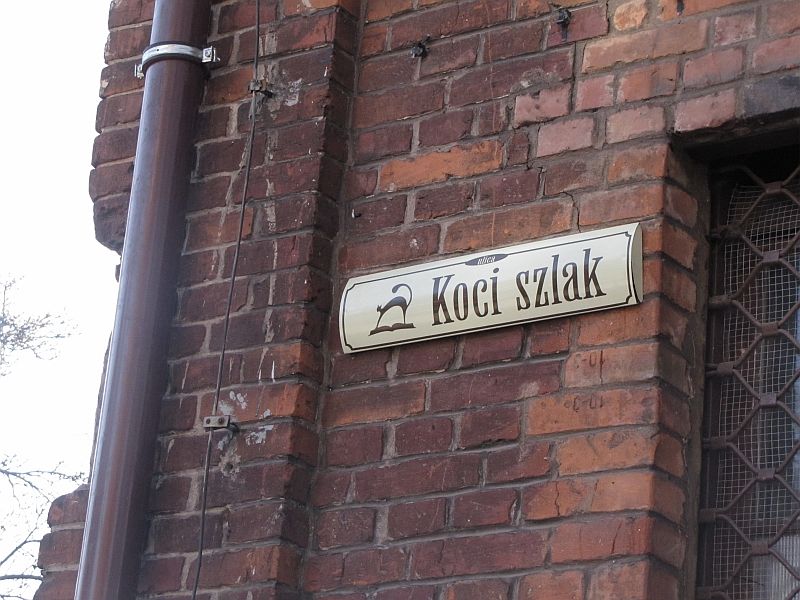 ulica
Koci szlak